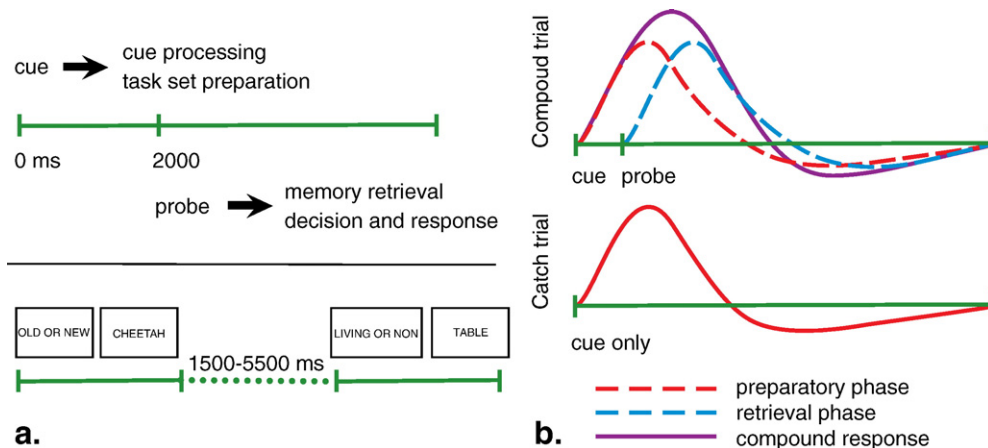 cue
cue processing
task set preparation
0 ms
2000
probe
memory retrieval
decision and response
OLD OR NEW
CHEETAH
LIVING OR NON
TABLE
1500-5500 ms
a.
Compoud trial
cue
probe
Catch trial
cue only
preparatory phase
retrieval phase
compound response
b.